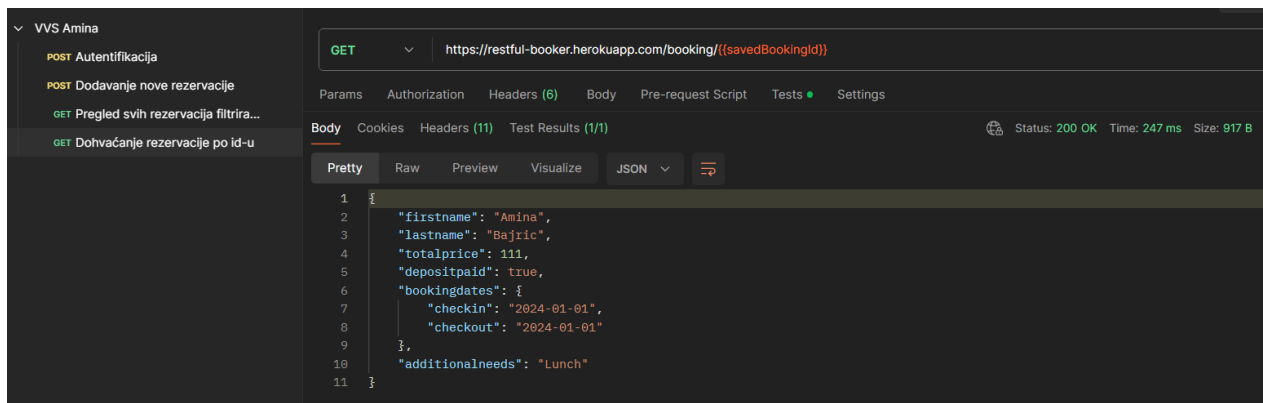 VVS Amina
POST Autentifikacija
POST Dodavanje nove rezervacije
GET Pregled svih rezervacija filtrira...
GET Dohvaćanje rezervacije po id-u
GET https://restful-booker.herokuapp.com/booking/{{savedBookingId}}
Params Authorization Headers (6) Body Pre-request Script Tests Settings
Body Cookies Headers (11) Test Results (1/1) Status: 200 OK Time: 247 ms Size: 917 B
Pretty Raw Preview Visualize JSON
1 {
2 "firstname": "Amina",
3 "lastname": "Bajric",
4 "totalprice": 111,
5 "depositpaid": true,
6 "bookingdates": {
7 "checkin": "2024-01-01",
8 "checkout": "2024-01-01"
9 },
10 "additionalneeds": "Lunch"
11 }